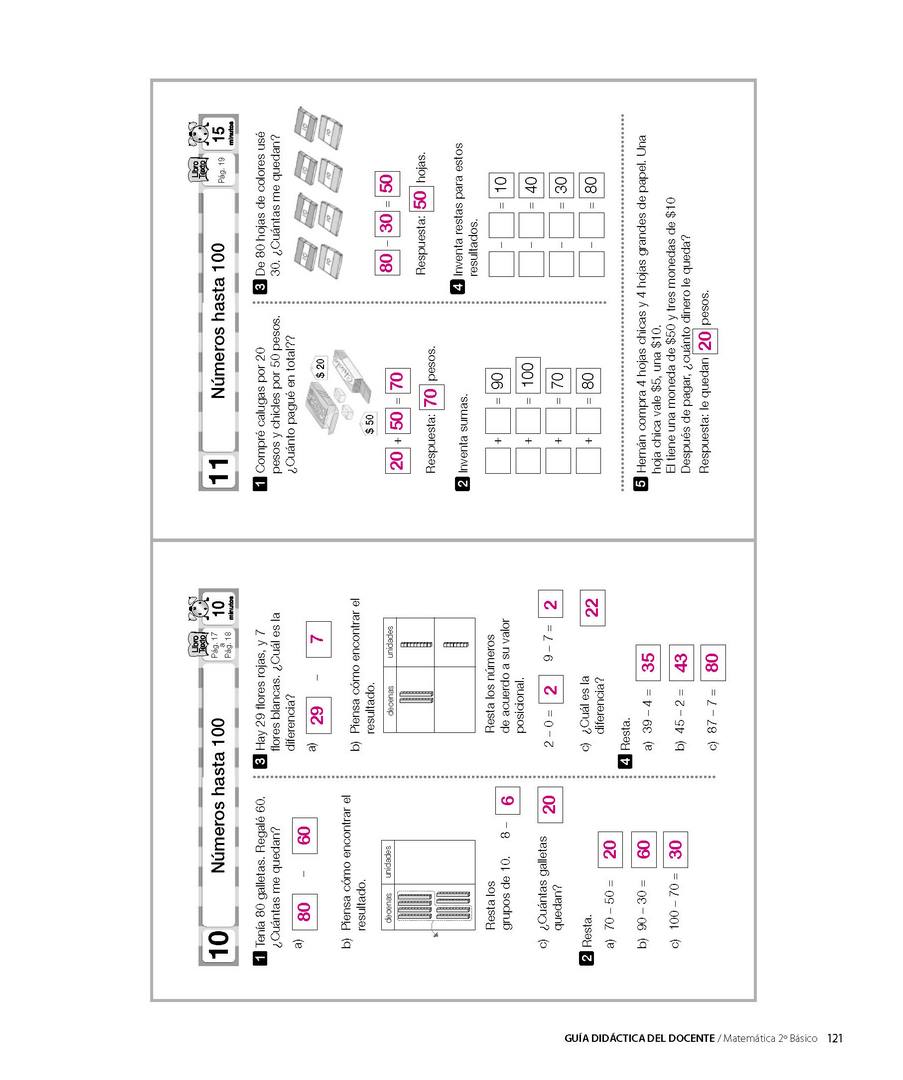 10
Números hasta 100
Libro
Texto
Pág. 17
a
Pág. 18
10
minutos
1 Tenía 80 galletas. Regalé 60.
¿Cuántas me quedan?
a) 80 – 60
b) Piensa cómo encontrar el
resultado.
decenas unidades
Resta los
grupos de 10. 8 – 6
c) ¿Cuántas galletas
quedan? 20
2 Resta.
a) 70 – 50 = 20
b) 90 – 30 = 60
c) 100 – 70 = 30
3 Hay 29 flores rojas, y 7
flores blancas. ¿Cuál es la
diferencia?
a) 29 – 7
b) Piensa cómo encontrar el
resultado.
decenas unidades
Resta los números
de acuerdo a su valor
posicional.
2 – 0 = 2 9 – 7 = 2
c) ¿Cuál es la
diferencia? 22
4 Resta.
a) 39 – 4 = 35
b) 45 – 2 = 43
c) 87 – 7= 80
11
Números hasta 100
Libro
Texto
Pág. 19
15
minutos
1 Compré calugas por 20
pesos y chicles por 50 pesos.
¿Cuánto pagué en total??
$ 20
$ 50
20 + 50 = 70
Respuesta: 70 pesos.
2 Inventa sumas.
+ = 90
+ = 100
+ = 70
+ = 80
3 De 80 hojas de colores usé
30. ¿Cuántas me quedan?
80 – 30 = 50
Respuesta: 50 hojas.
4 Inventa restas para estos
resultados.
– = 10
– = 40
– = 30
– = 80
5 Hernán compra 4 hojas chicas y 4 hojas grandes de papel. Una
hoja chica vale $5, una $10.
El tiene una moneda de $50 y tres monedas de $10
Después de pagar, ¿cuánto dinero le queda?
Respuesta: le quedan 20 pesos.
GUÍA DIDÁCTICA DEL DOCENTE / Matemática 2º Básico 121